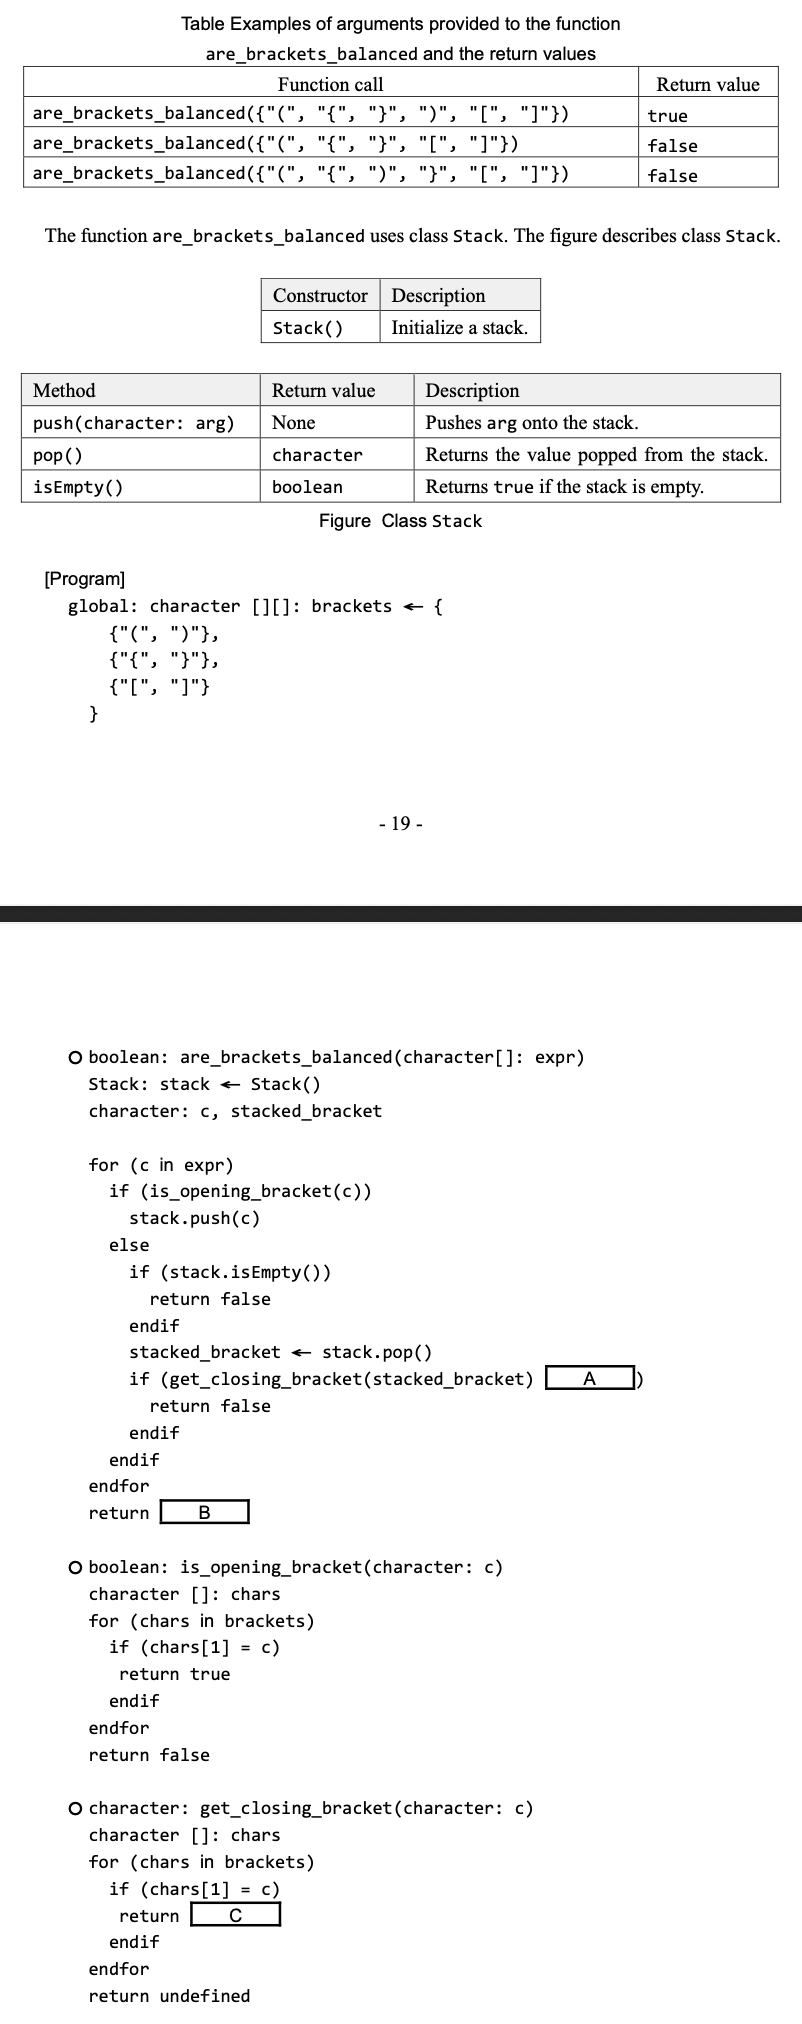 Table Examples of arguments provided to the function
are_brackets_balanced and the return values
Function call Return value
are_brackets_balanced({"(", "{", "}", ")", "[", "]"}) true
are_brackets_balanced({"(", "{", "}", "[", "]"}) false
are_brackets_balanced({"(", "{", ")", "}", "[", "]"}) false
The function are_brackets_balanced uses class Stack. The figure describes class Stack.
Constructor Description
Stack() Initialize a stack.
Method Return value Description
push(character: arg) None Pushes arg onto the stack.
pop() character Returns the value popped from the stack.
isEmpty() boolean Returns true if the stack is empty.
Figure Class Stack
[Program]
global: character [][]: brackets ← {
{"(", ")"},
{"{", "}"},
{"[", "]"}
}
- 19 -
○ boolean: are_brackets_balanced(character[]: expr)
Stack: stack ← Stack()
character: c, stacked_bracket
for (c in expr)
if (is_opening_bracket(c))
stack.push(c)
else
if (stack.isEmpty())
return false
endif
stacked_bracket ← stack.pop()
if (get_closing_bracket(stacked_bracket) A )
return false
endif
endif
endfor
return B
○ boolean: is_opening_bracket(character: c)
character []: chars
for (chars in brackets)
if (chars[1] = c)
return true
endif
endfor
return false
○ character: get_closing_bracket(character: c)
character []: chars
for (chars in brackets)
if (chars[1] = c)
return C
endif
endfor
return undefined